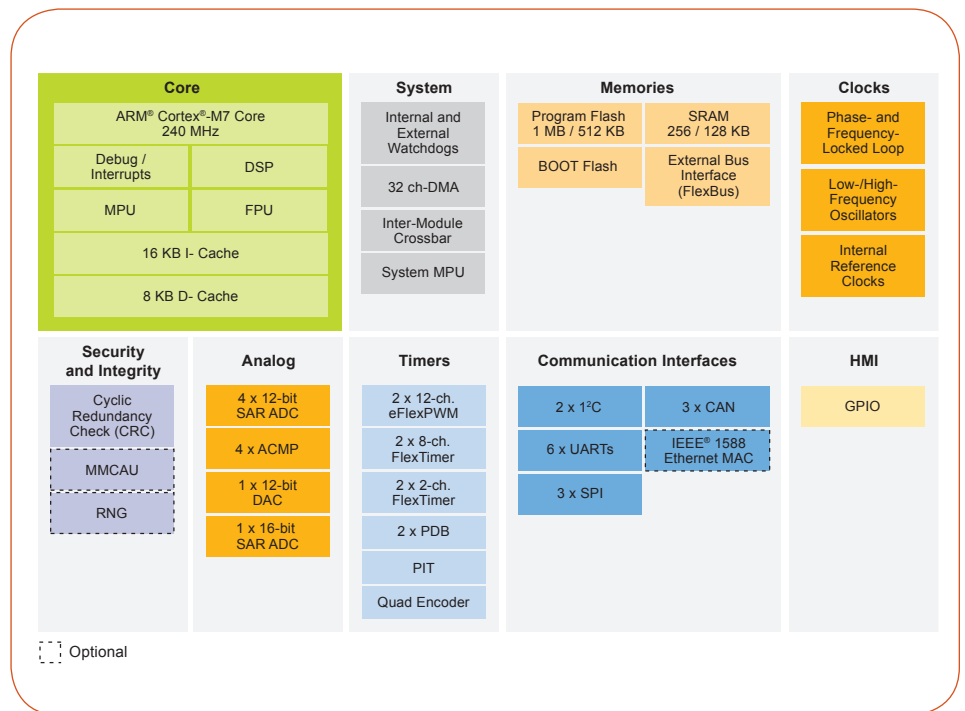 Core
ARM® Cortex®-M7 Core
240 MHz
Debug /
Interrupts
DSP
MPU
FPU
16 KB I- Cache
8 KB D- Cache
System
Internal and
External
Watchdogs
32 ch-DMA
Inter-Module
Crossbar
System MPU
Memories
Program Flash
1 MB / 512 KB
SRAM
256 / 128 KB
BOOT Flash
External Bus
Interface
(FlexBus)
Clocks
Phase- and
Frequency-
Locked Loop
Low-/High-
Frequency
Oscillators
Internal
Reference
Clocks
Security
and Integrity
Cyclic
Redundancy
Check (CRC)
MMCAU
RNG
Analog
4 x 12-bit
SAR ADC
4 x ACMP
1 x 12-bit
DAC
1 x 16-bit
SAR ADC
Timers
2 x 12-ch.
eFlexPWM
2 x 8-ch.
FlexTimer
2 x 2-ch.
FlexTimer
2 x PDB
PIT
Quad Encoder
Communication Interfaces
2 x 1²C
3 x CAN
6 x UARTs
IEEE® 1588
Ethernet MAC
3 x SPI
HMI
GPIO
Optional